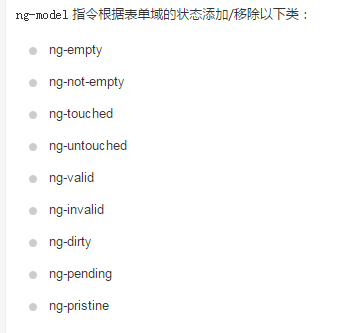 ng-model 指令根据表单域的状态添加/移除以下类：
ng-empty
ng-not-empty
ng-touched
ng-untouched
ng-valid
ng-invalid
ng-dirty
ng-pending
ng-pristine